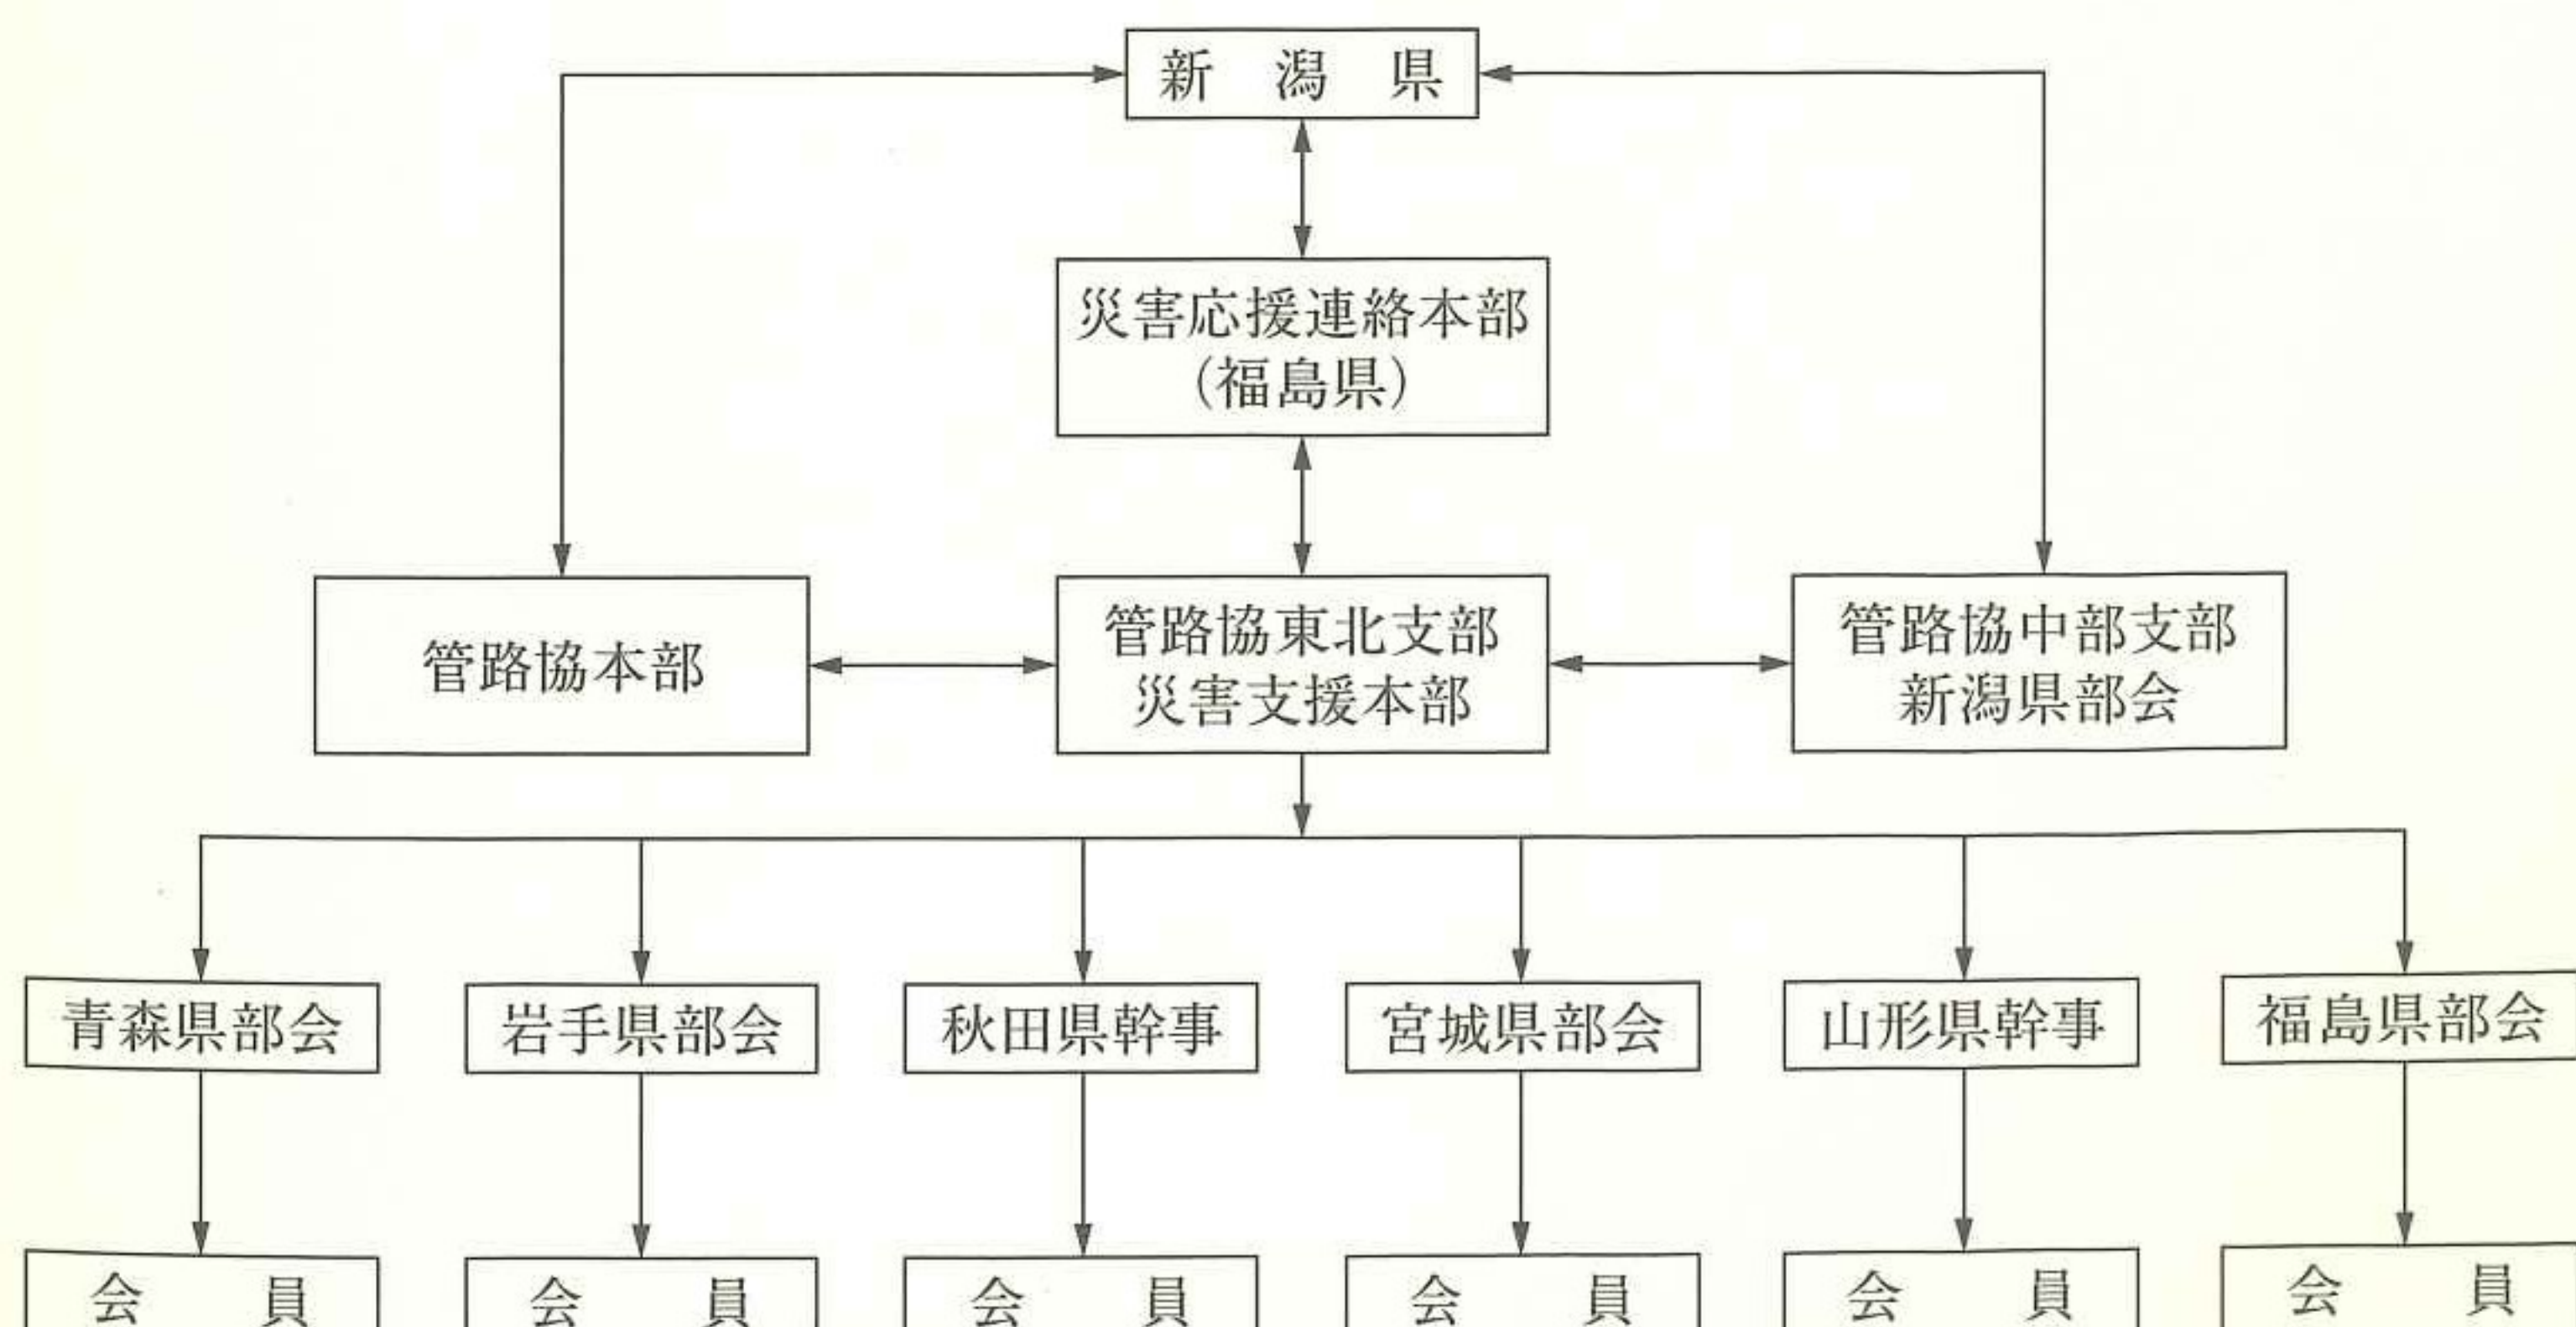 新　潟　県
災害応援連絡本部
(福島県)
管路協本部
管路協東北支部
災害支援本部
管路協中部支部
新潟県部会
青森県部会
岩手県部会
秋田県幹事
宮城県部会
山形県幹事
福島県部会
会　員
会　員
会　員
会　員
会　員
会　員